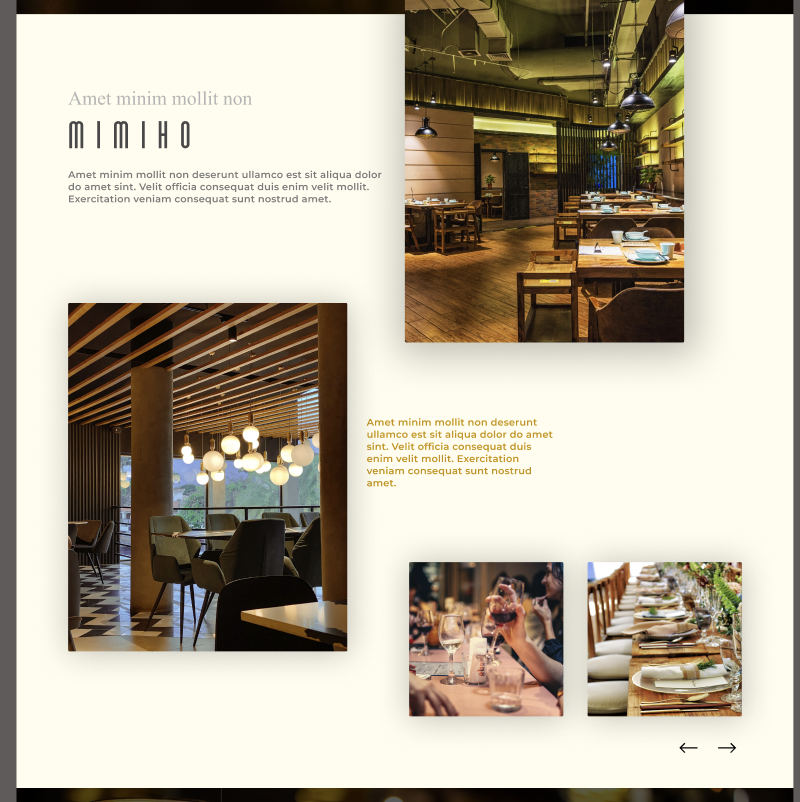 Amet minim mollit non
MIMIHO
Amet minim mollit non deserunt ullamco est sit aliqua dolor
do amet sint. Velit officia consequat duis enim velit mollit.
Exercitation veniam consequat sunt nostrud amet.
Amet minim mollit non deserunt
ullamco est sit aliqua dolor do amet
sint. Velit officia consequat duis
enim velit mollit. Exercitation
veniam consequat sunt nostrud
amet.